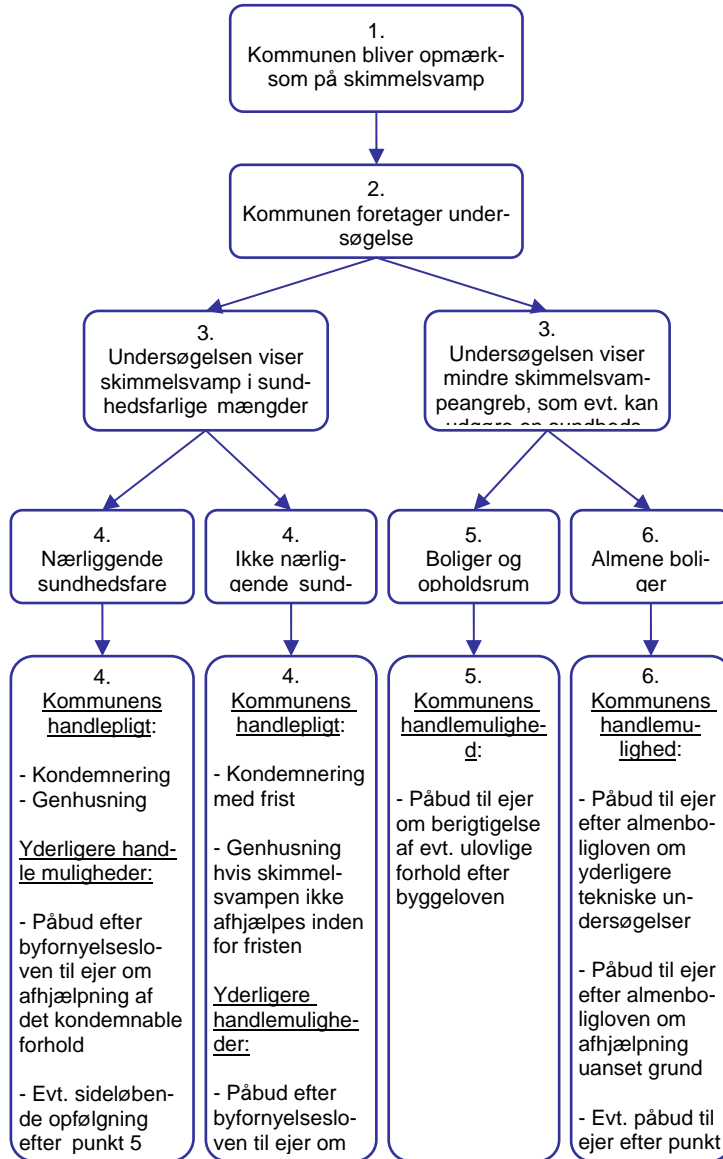 1.
Kommunen bliver opmærk-
som på skimmelsvamp
2.
Kommunen foretager under-
søgelse
3.
Undersøgelsen viser
skimmelsvamp i sund-
hedsfarlige mængder
3.
Undersøgelsen viser
mindre skimmelsvam-
peangreb, som evt. kan
udgøre en sundheds-
4.
Nærliggende
sundhedsfare
4.
Ikke nærlig-
gende sund-
5.
Boliger og
opholdsrum
6.
Almene boli-
ger
4.
Kommunens
handlepligt:
- Kondemnering
- Genhusning
Yderligere hand-
le muligheder:
- Påbud efter
byfornyelseslo-
ven til ejer om
afhjælpning af
det kondemnable
forhold
- Evt. sideløben-
de opfølgning
efter punkt 5
4.
Kommunens
handlepligt:
- Kondemnering
med frist
- Genhusning
hvis skimmel-
svampen ikke
afhjælpes inden
for fristen
Yderligere
handlemulighe-
der:
- Påbud efter
byfornyelseslo-
ven til ejer om
5.
Kommunens
handlemulighe-
d:
- Påbud til ejer
om berigtigelse
af evt. ulovlige
forhold efter
byggeloven
6.
Kommunens
handlemu-
lighed:
- Påbud til ejer
efter almenbo-
ligloven om
yderligere
tekniske un-
dersøgelser
- Påbud til ejer
efter almenbo-
ligloven om
afhjælpning
uanset grund
- Evt. påbud til
ejer efter punkt